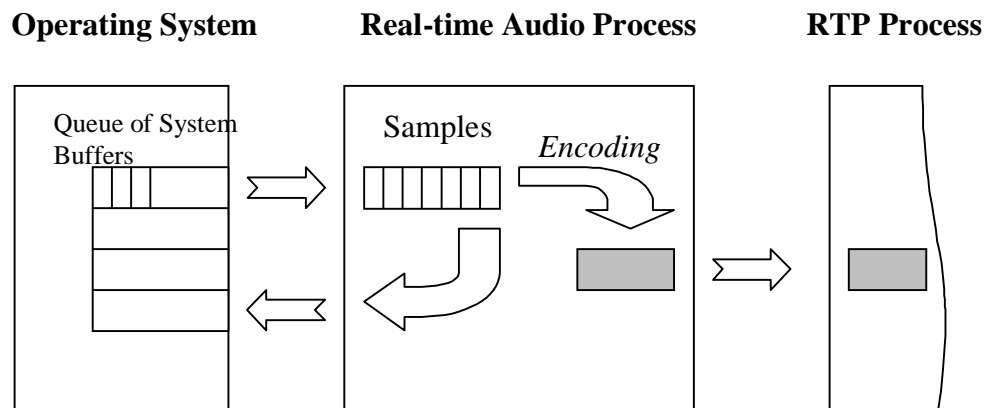 Operating System
Real-time Audio Process
RTP Process
Queue of System
Buffers
Samples
Encoding